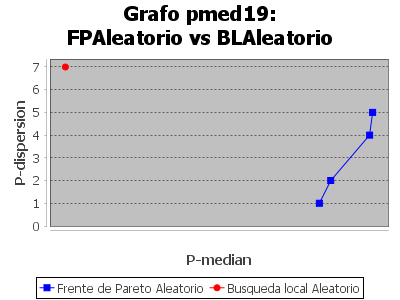 Grafo pmed19:
FPAleatorio vs BLAleatorio
P-dispersion
7
6
5
4
3
2
1
0
P-median
Frente de Pareto Aleatorio Busqueda local Aleatorio